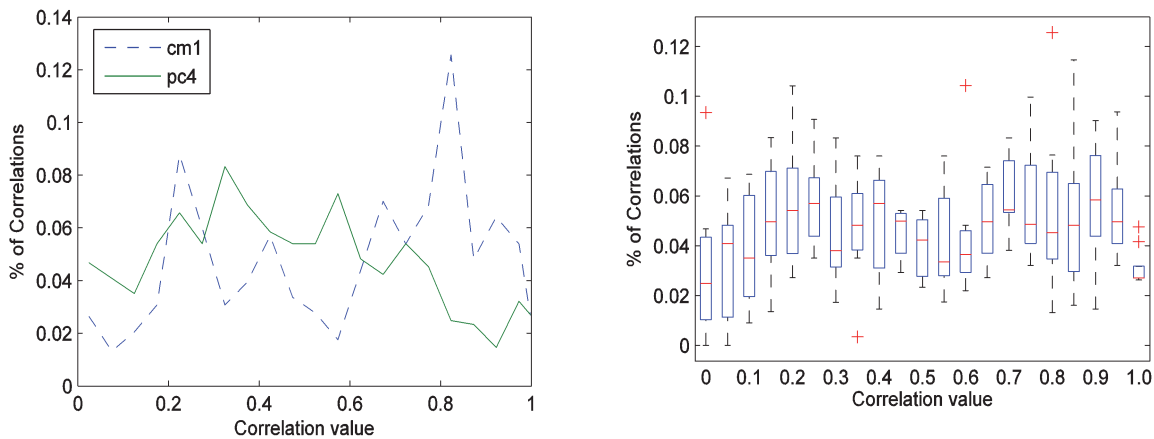 0.14
0.12
0.1
0.08
0.06
0.04
0.02
0
% of Correlations
cm1
pc4
0 0.2 0.4 0.6 0.8 1
Correlation value
0.12
0.1
0.08
0.06
0.04
0.02
0
% of Correlations
0 0.1 0.2 0.3 0.4 0.5 0.6 0.7 0.8 0.9 1.0
Correlation value